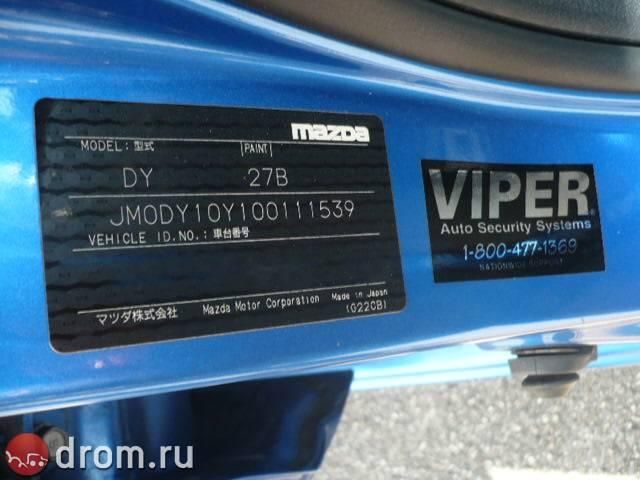 mazda
MODEL: 型式 [PAINT]
DY 27B
JM0DY10Y100111539
VEHICLE ID.NO.: 車台番号
マツダ株式会社 Mazda Motor Corporation Made in Japan
(G22CB)
VIPER®
Auto Security Systems
1-800-477-1369
NATIONWIDE SUPPORT
drom.ru